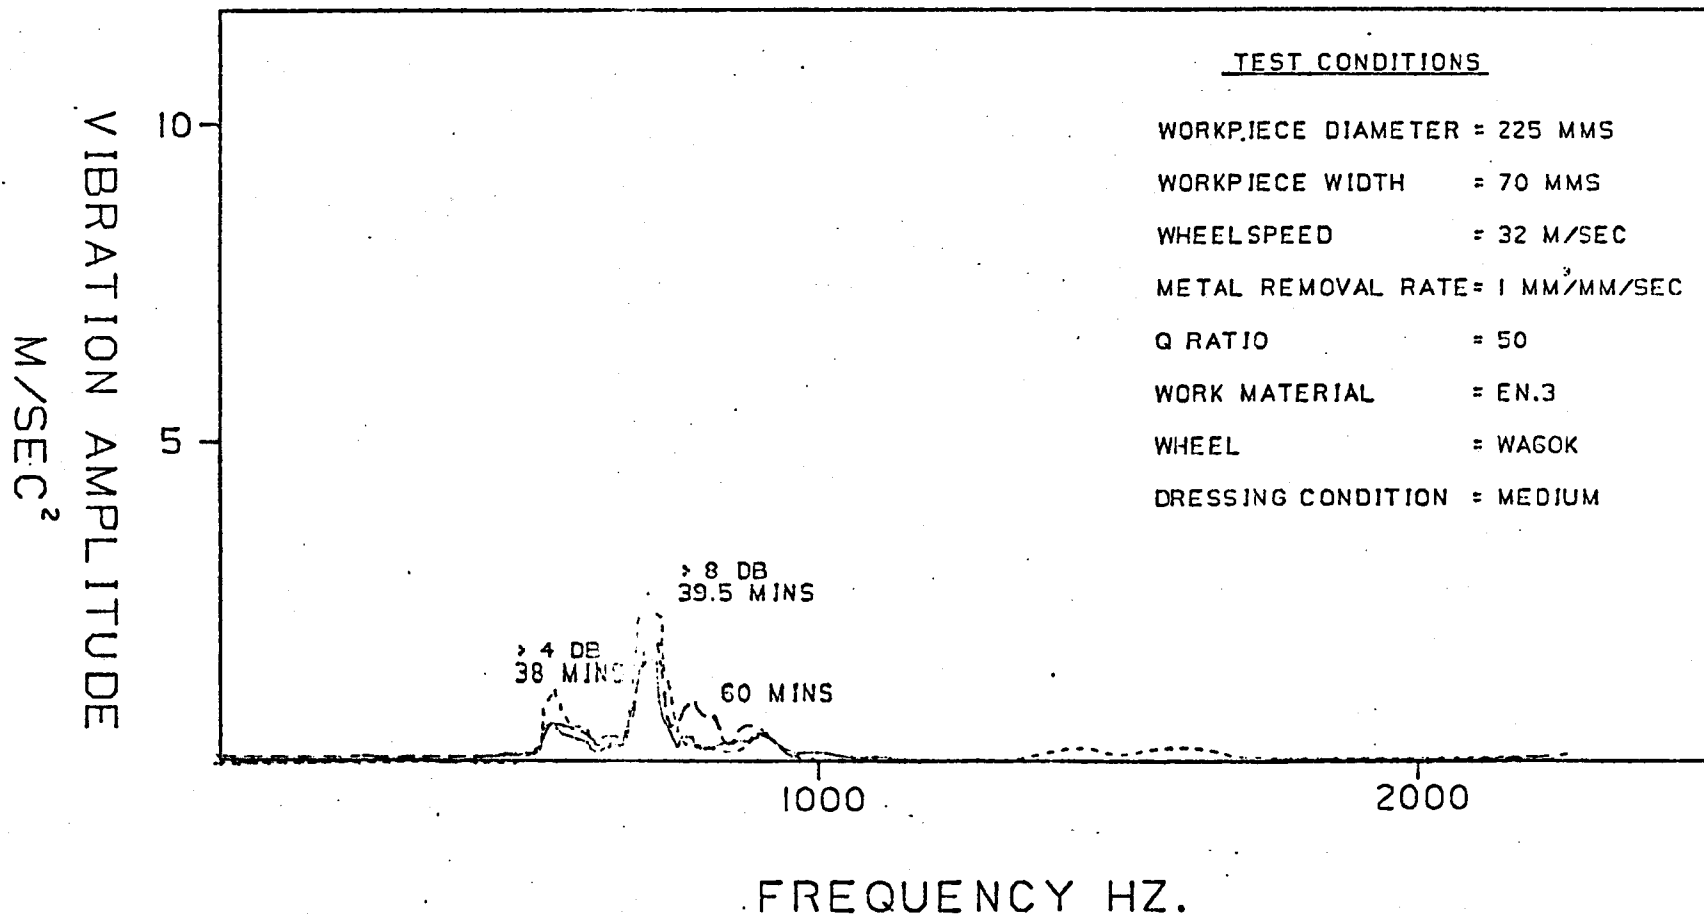 TEST CONDITIONS
WORKPIECE DIAMETER = 225 MMS
WORKPIECE WIDTH = 70 MMS
WHEELSPEED = 32 M/SEC
METAL REMOVAL RATE = 1 MM³/MM/SEC
Q RATIO = 50
WORK MATERIAL = EN.3
WHEEL = WA60K
DRESSING CONDITION = MEDIUM
VIBRATION AMPLITUDE
M/SEC²
10
5
> 8 DB
39.5 MINS
> 4 DB
38 MINS
60 MINS
1000
2000
FREQUENCY HZ.